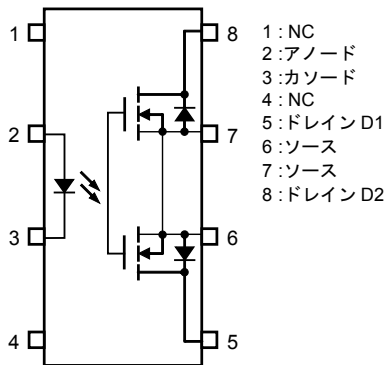 1
2
3
4
8
7
6
5
1 : NC
2 : アノード
3 : カソード
4 : NC
5 : ドレイン D1
6 : ソース
7 : ソース
8 : ドレイン D2